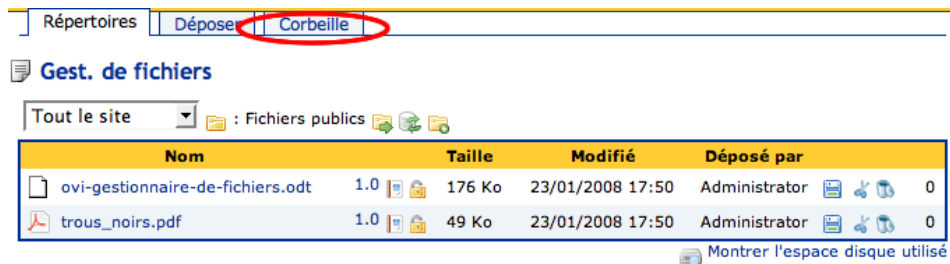 Répertoires Déposer Corbeille
Gest. de fichiers
Tout le site : Fichiers publics
Nom Taille Modifié Déposé par
ovi-gestionnaire-de-fichiers.odt 1.0 176 Ko 23/01/2008 17:50 Administrator 0
trous_noirs.pdf 1.0 49 Ko 23/01/2008 17:50 Administrator 0
Montrer l'espace disque utilisé